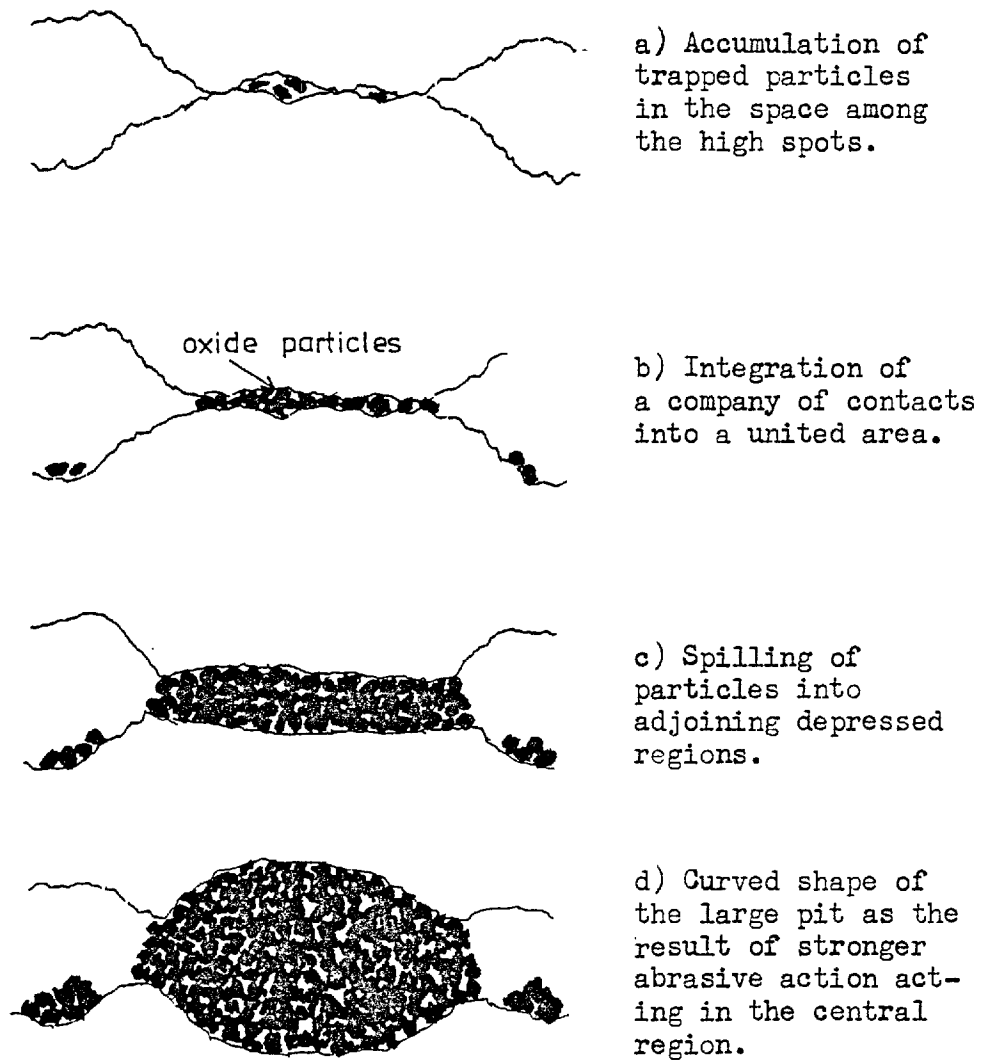 a) Accumulation of
trapped particles
in the space among
the high spots.
oxide particles
b) Integration of
a company of contacts
into a united area.
c) Spilling of
particles into
adjoining depressed
regions.
d) Curved shape of
the large pit as the
result of stronger
abrasive action act-
ing in the central
region.